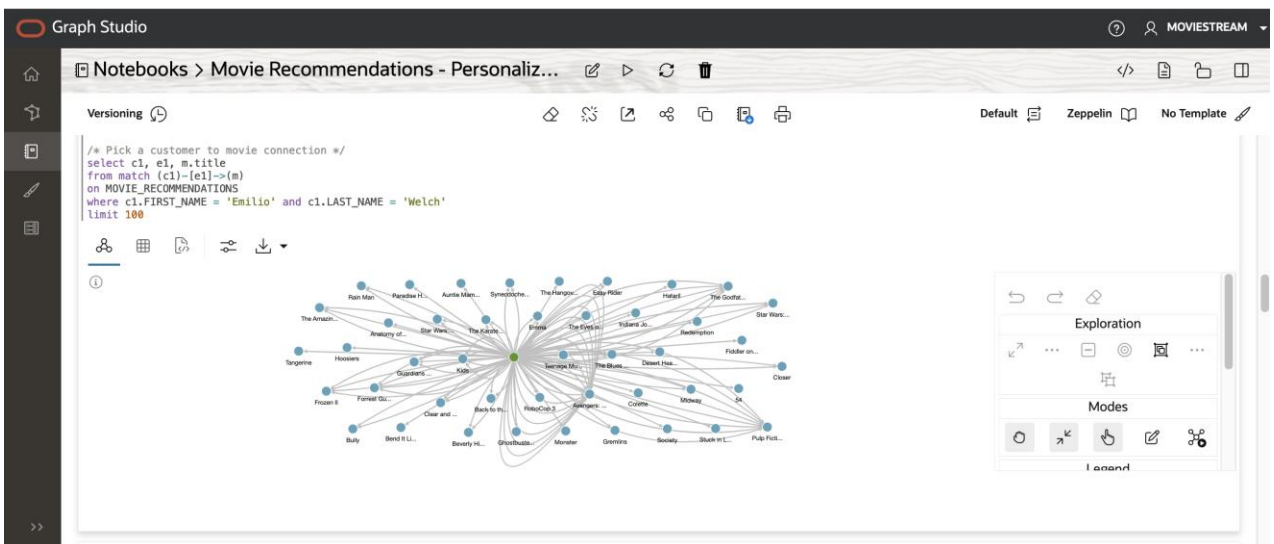 Graph Studio
MOVIESTREAM
Notebooks > Movie Recommendations - Personaliz...
Versioning
Default
Zeppelin
No Template
/* Pick a customer to movie connection */
select c1, e1, m.title
from match (c1)-[e1]->(m)
on MOVIE_RECOMMENDATIONS
where c1.FIRST_NAME = 'Emilio' and c1.LAST_NAME = 'Welch'
limit 100
Rain Man
Paradise H...
Auntie Mam...
Synecdoche...
The Hangov...
Easy Rider
Hatari!
The Godfat...
Star Wars:...
The Amazin...
Anatomy of...
Star Wars:...
The Karate...
Emma
The Eyes o...
Indiana Jo...
Redemption
Tangerine
Hoosiers
Guardians ...
Kids
Teenage Mu...
The Blues ...
Desert Hea...
Fiddler on...
Closer
Frozen II
Forrest Gu...
Clear and ...
Back to th...
RoboCop 3
Avengers: ...
Colette
Midway
54
Bully
Bend It Li...
Beverly Hi...
Ghostbuste...
Monster
Gremlins
Society
Stuck in L...
Pulp Ficti...
Exploration
Modes
Legend